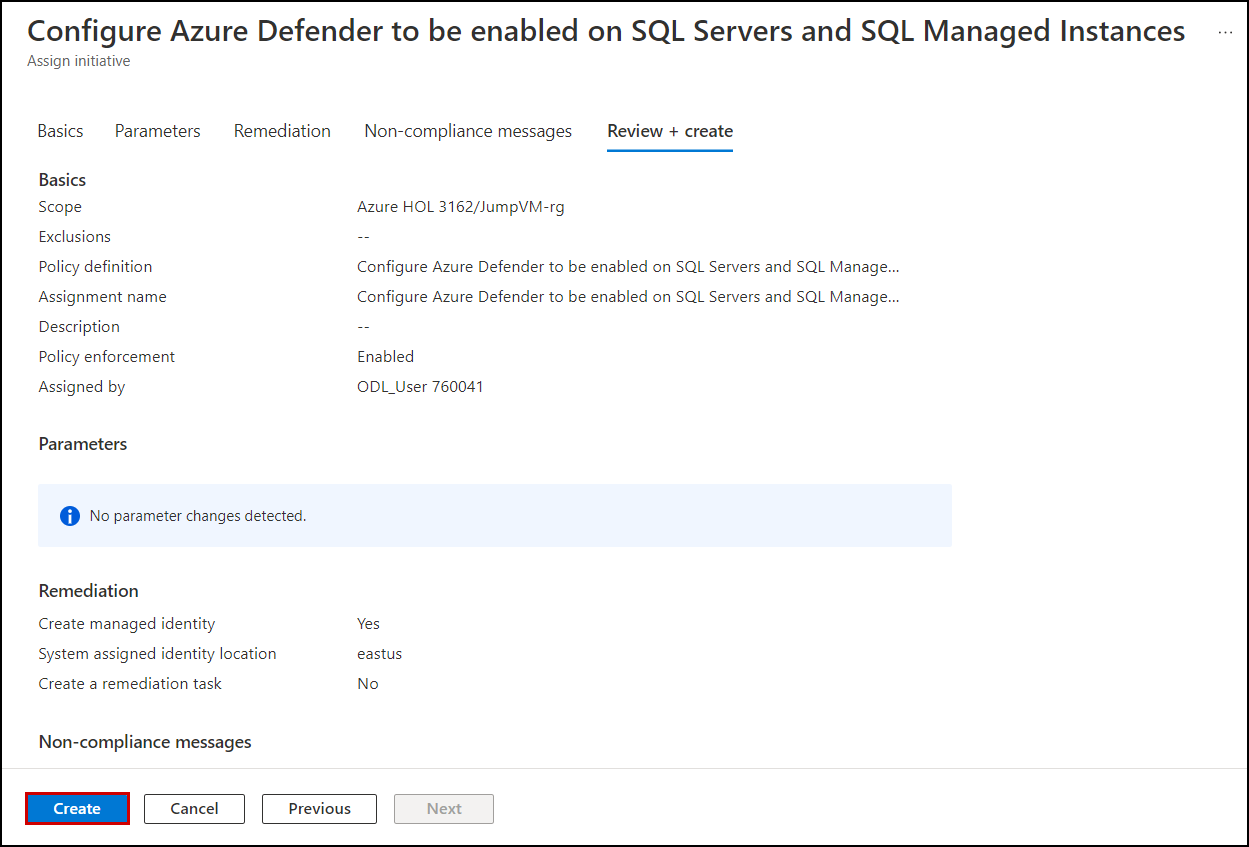 Configure Azure Defender to be enabled on SQL Servers and SQL Managed Instances ...
Assign initiative
Basics Parameters Remediation Non-compliance messages Review + create
Basics
Scope Azure HOL 3162/JumpVM-rg
Exclusions --
Policy definition Configure Azure Defender to be enabled on SQL Servers and SQL Manage...
Assignment name Configure Azure Defender to be enabled on SQL Servers and SQL Manage...
Description --
Policy enforcement Enabled
Assigned by ODL_User 760041
Parameters
No parameter changes detected.
Remediation
Create managed identity Yes
System assigned identity location eastus
Create a remediation task No
Non-compliance messages
Create Cancel Previous Next